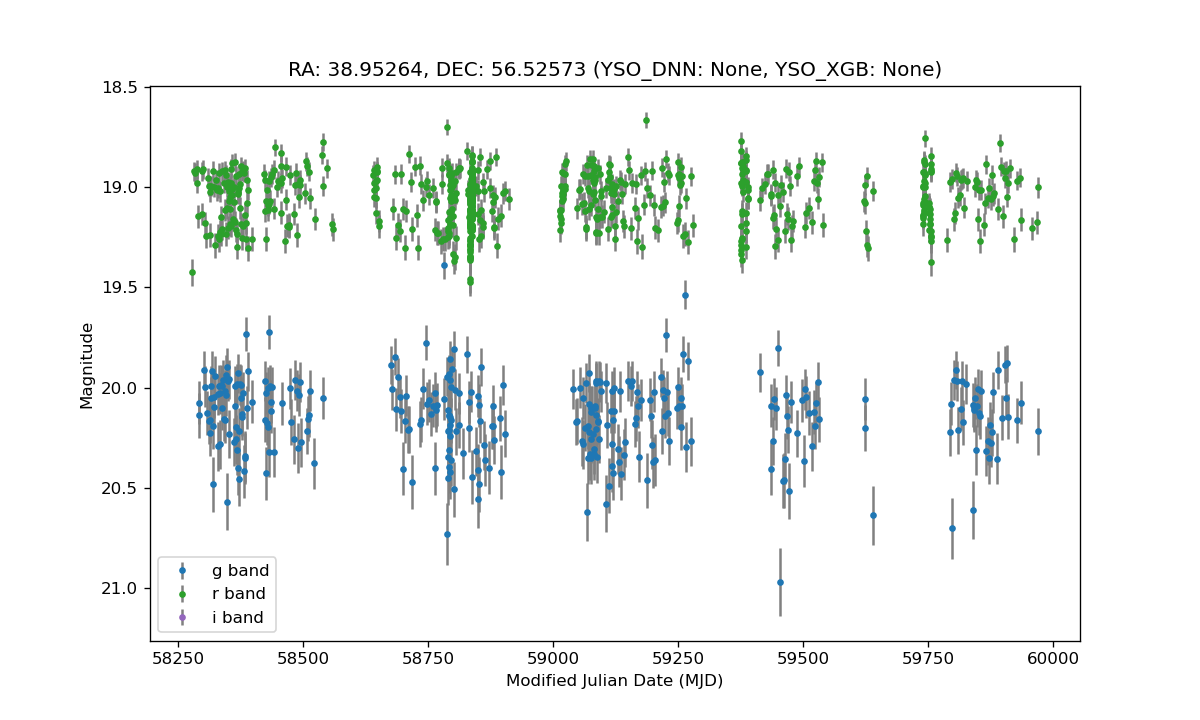 RA: 38.95264, DEC: 56.52573 (YSO_DNN: None, YSO_XGB: None)
18.5
19.0
19.5
20.0
20.5
21.0
Magnitude
g band
r band
i band
58250
58500
58750
59000
59250
59500
59750
60000
Modified Julian Date (MJD)